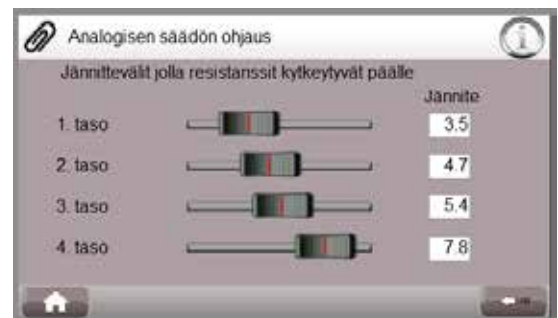 Analogisen säädön ohjaus
Jännittevälit jolla resistanssit kytkeytyvät päälle
Jännite
1. taso 3.5
2. taso 4.7
3. taso 5.4
4. taso 7.8